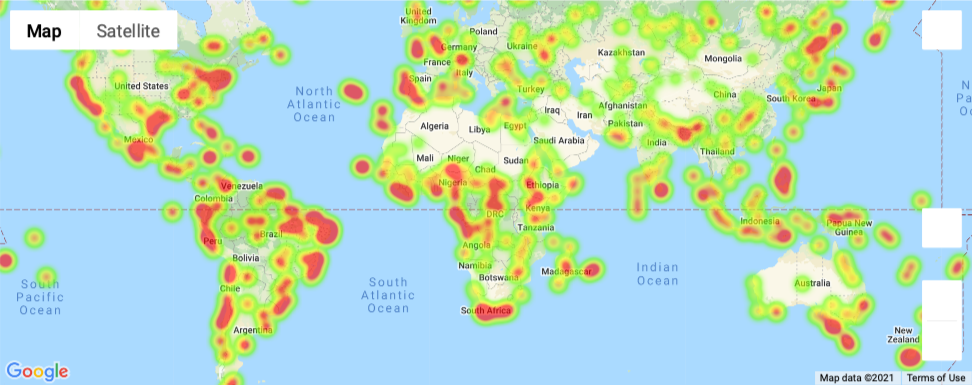 Map
Satellite
United
Kingdom
Poland
Germany
Ukraine
France
Kazakhstan
Mongolia
Italy
Spain
Turkey
United States
North
Atlantic
Ocean
China
South Korea
Japan
N
Pa
Oc
Afghanistan
Iraq
Iran
Pakistan
Algeria
Libya
Egypt
Saudi Arabia
India
Mexico
Thailand
Mali
Niger
Chad
Sudan
Nigeria
Ethiopia
Venezuela
Colombia
Kenya
DRC
Indonesia
Papua New
Guinea
Tanzania
Brazil
Peru
Angola
Bolivia
Namibia
Botswana
Madagascar
Indian
Ocean
Chile
South
Pacific
Ocean
South
Atlantic
Ocean
Australia
South Africa
Argentina
New
Zealand
Google
Map data ©2021
Terms of Use